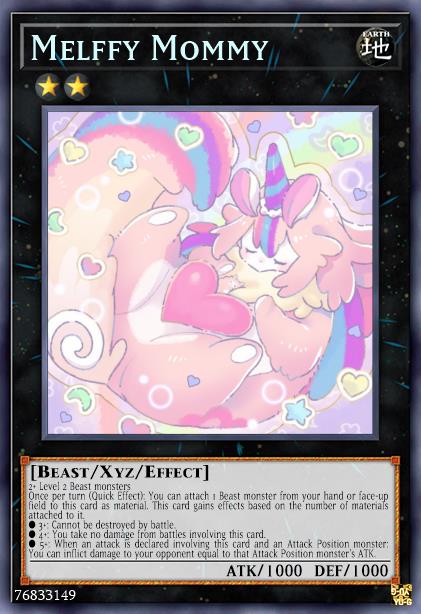 MELFFY MOMMY
EARTH
地
[BEAST/XYZ/EFFECT]
2+ Level 2 Beast monsters
Once per turn (Quick Effect): You can attach 1 Beast monster from your hand or face-up
field to this card as material. This card gains effects based on the number of materials
attached to it.
● 3+: Cannot be destroyed by battle.
● 4+: You take no damage from battles involving this card.
● 5+: When an attack is declared involving this card and an Attack Position monster:
You can inflict damage to your opponent equal to that Attack Position monster's ATK.
ATK/1000 DEF/1000
76833149